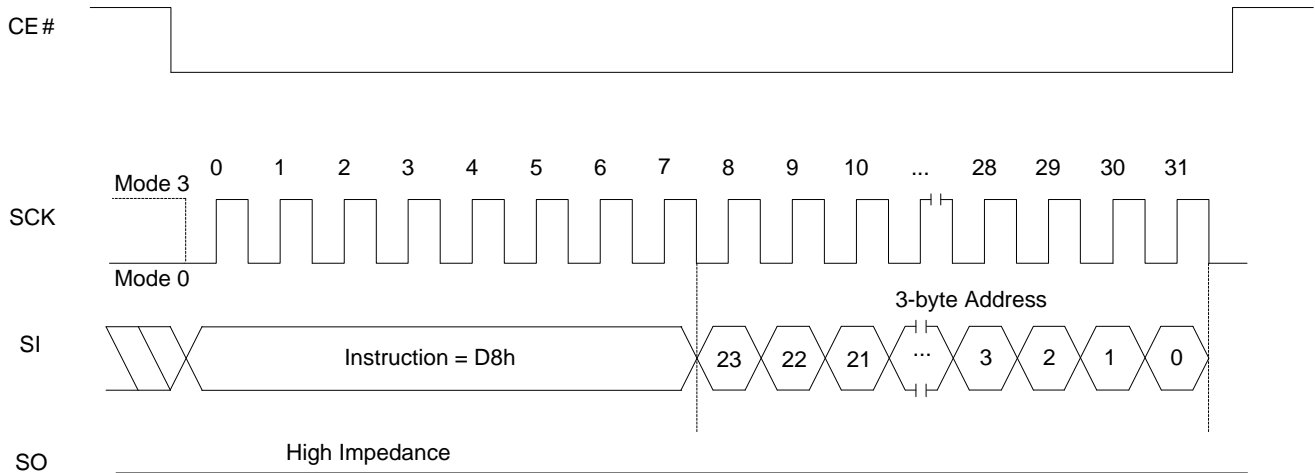 CE#
0 1 2 3 4 5 6 7 8 9 10 ... 28 29 30 31
Mode 3
SCK
Mode 0
3-byte Address
SI
Instruction = D8h
23 22 21 ... 3 2 1 0
High Impedance
SO